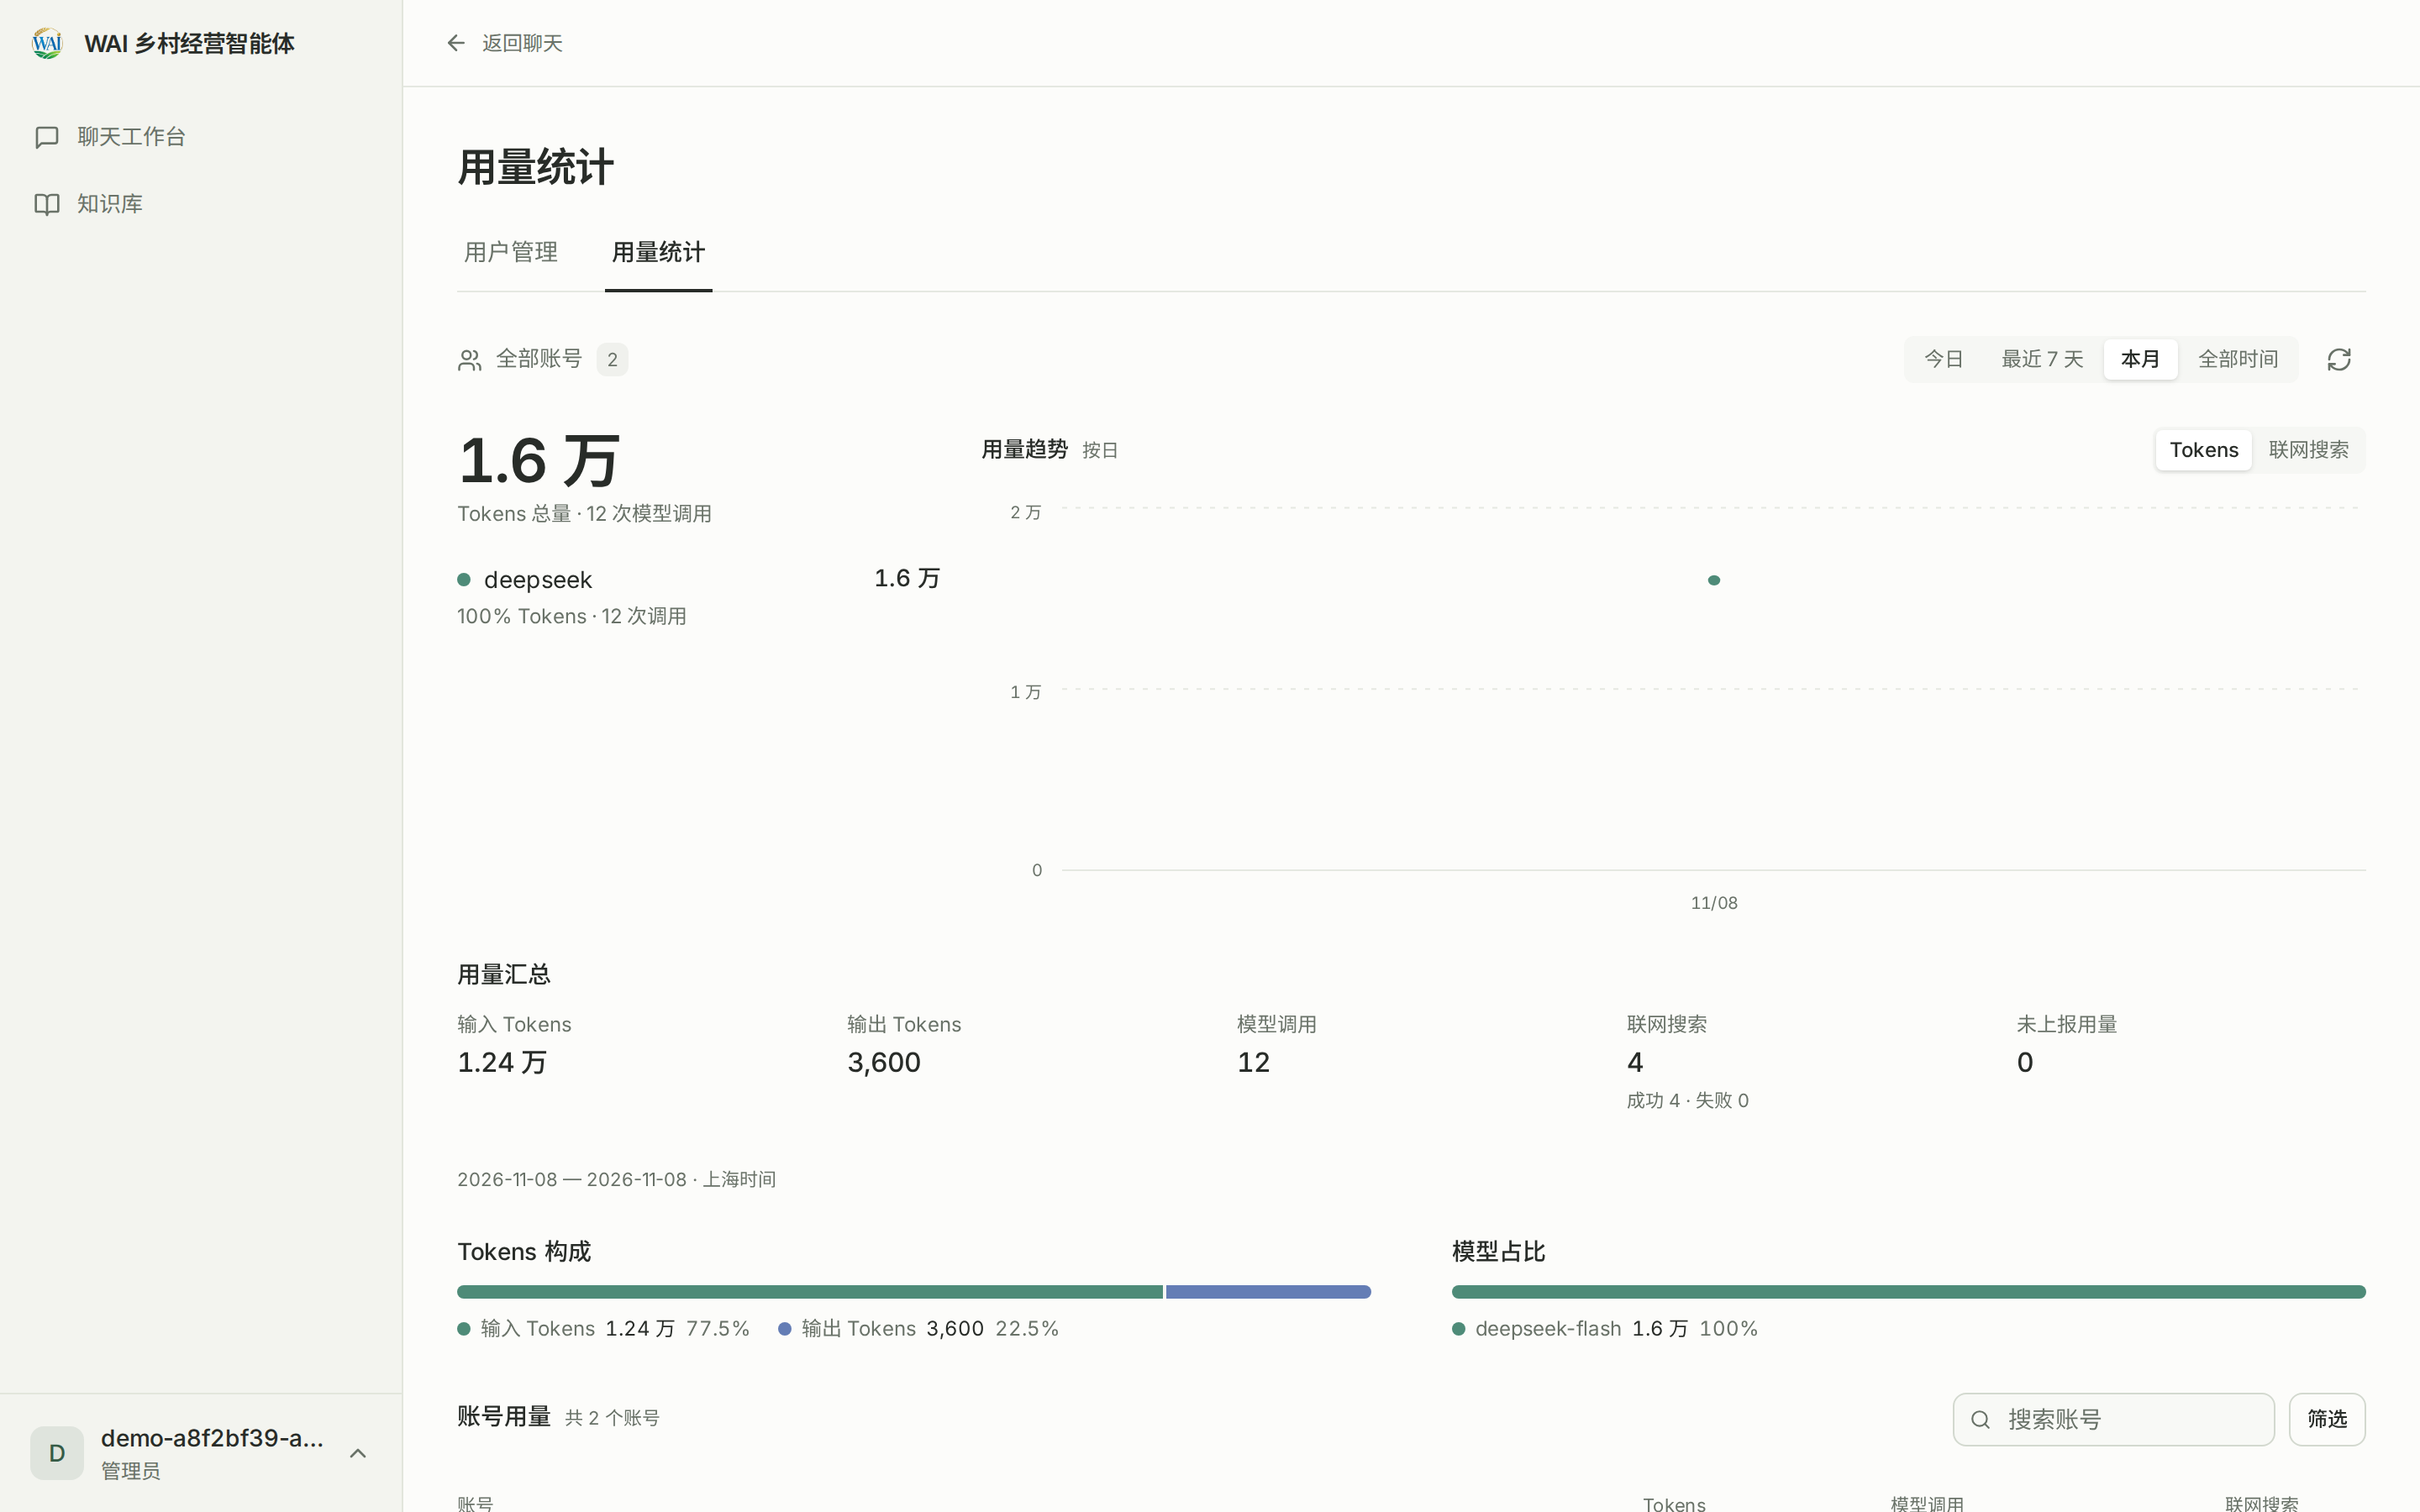 WAI 乡村经营智能体
聊天工作台
知识库
返回聊天
用量统计
用户管理
用量统计
全部账号 2
今日 最近 7 天 本月 全部时间
1.6 万
Tokens 总量 · 12 次模型调用
deepseek 1.6 万
100% Tokens · 12 次调用
用量趋势 按日
Tokens 联网搜索
2 万
1 万
0
11/08
用量汇总
输入 Tokens 输出 Tokens 模型调用 联网搜索 未上报用量
1.24 万 3,600 12 4 0
成功 4 · 失败 0
2026-11-08 — 2026-11-08 · 上海时间
Tokens 构成
输入 Tokens 1.24 万 77.5% 输出 Tokens 3,600 22.5%
模型占比
deepseek-flash 1.6 万 100%
账号用量 共 2 个账号
搜索账号 筛选
账号 Tokens 模型调用 联网搜索
D
demo-a8f2bf39-a...
管理员